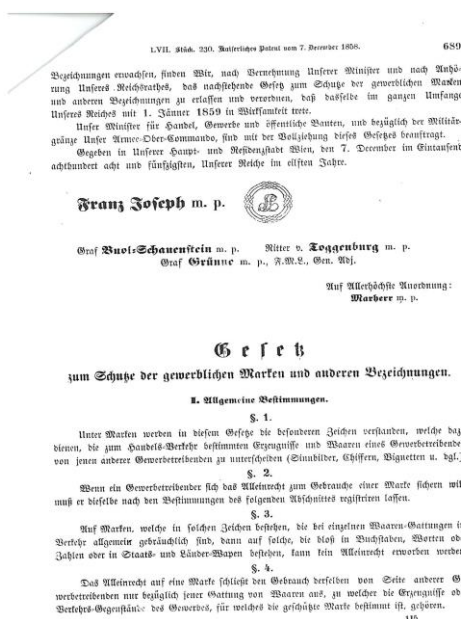 LVII. Stück. 230. Kaiserliches Patent vom 7. December 1858.
689
Bezeichnungen erwachsen, finden Wir, nach Vernehmung Unserer Minister und nach Anhö-
rung Unseres Reichsrathes, das nachstehende Gesetz zum Schutze der gewerblichen Marken
und anderen Bezeichnungen zu erlassen und verordnen, daß dasselbe im ganzen Umfange
Unseres Reiches mit 1. Jänner 1859 in Wirksamkeit trete.
Unser Minister für Handel, Gewerbe und öffentliche Bauten, und bezüglich der Militär-
gränze Unser Armee-Ober-Commando, sind mit der Vollziehung dieses Gesetzes beauftragt.
Gegeben in Unserer Haupt- und Residenzstadt Wien, den 7. December im Eintausend
achthundert acht und fünfzigsten, Unserer Reiche im eilften Jahre.
Franz Joseph m. p.
Graf Buol-Schauenstein m. p. Ritter v. Toggenburg m. p.
Graf Grünne m. p., F.M.L., Gen. Adj.
Auf Allerhöchste Anordnung:
Marherr m. p.
Gesetz
zum Schutze der gewerblichen Marken und anderen Bezeichnungen.
I. Allgemeine Bestimmungen.
§. 1.
Unter Marken werden in diesem Gesetze die besonderen Zeichen verstanden, welche daz
dienen, die zum Handels-Verkehr bestimmten Erzeugnisse und Waaren eines Gewerbetreibende
von jenen anderer Gewerbetreibenden zu unterscheiden (Sinnbilder, Chiffern, Vignetten u. dgl.)
§. 2.
Wenn ein Gewerbetreibender sich das Alleinrecht zum Gebrauche einer Marke sichern wil
muß er dieselbe nach den Bestimmungen des folgenden Abschnittes registriren lassen.
§. 3.
Auf Marken, welche in solchen Zeichen bestehen, die bei einzelnen Waaren-Gattungen i
Verkehr allgemein gebräuchlich sind, dann auf solche, die bloß in Buchstaben, Worten od
Zahlen oder in Staats- und Länder-Wapen bestehen, kann kein Alleinrecht erworben werde
§. 4.
Das Alleinrecht auf eine Marke schließt den Gebrauch derselben von Seite anderer G
werbetreibenden nur bezüglich jener Gattung von Waaren aus, zu welcher die Erzeugnisse od
Verkehrs-Gegenstände des Gewerbes, für welches die geschützte Marke bestimmt ist, gehören.
115